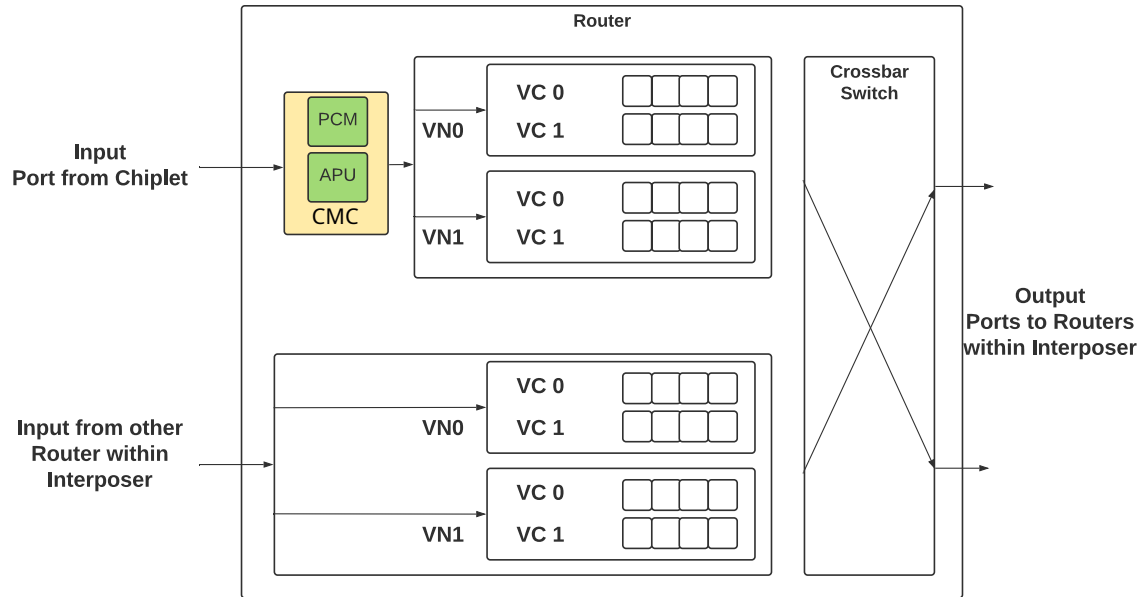 Router
Input
Port from Chiplet
PCM
APU
CMC
VN0
VC 0
VC 1
VN1
VC 0
VC 1
Crossbar
Switch
Output
Ports to Routers
within Interposer
Input from other
Router within
Interposer
VN0
VC 0
VC 1
VN1
VC 0
VC 1